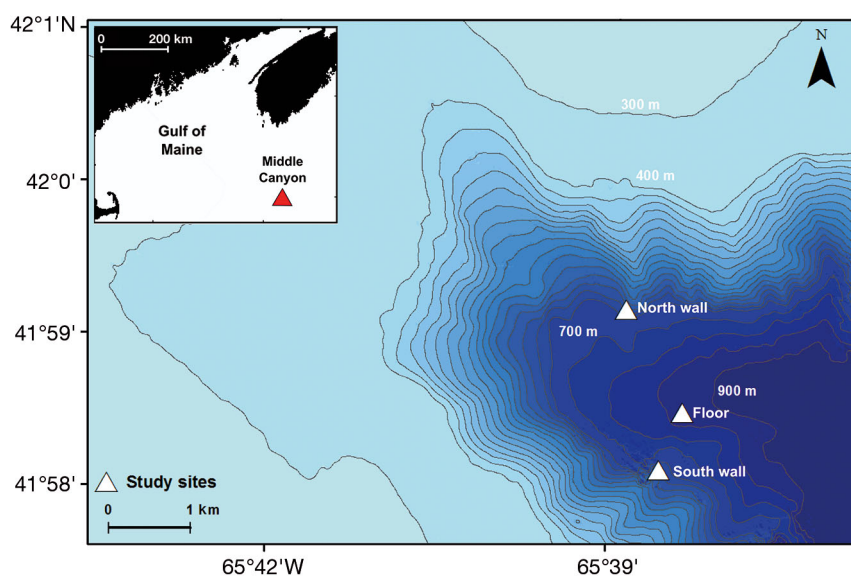 42°1'N
0 200 km
N
Gulf of
Maine
Middle
Canyon
300 m
400 m
42°0'
North wall
700 m
41°59'
900 m
Floor
South wall
Study sites
41°58'
0 1 km
65°42'W
65°39'